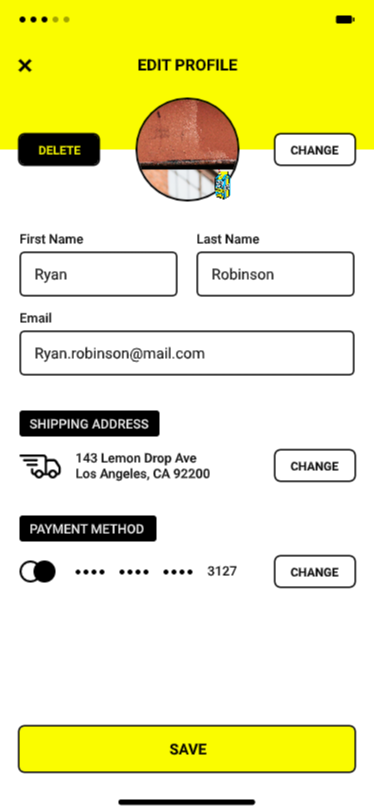 EDIT PROFILE
DELETE
CHANGE
First Name
Last Name
Ryan
Robinson
Email
Ryan.robinson@mail.com
SHIPPING ADDRESS
143 Lemon Drop Ave
Los Angeles, CA 92200
CHANGE
PAYMENT METHOD
•••• •••• •••• 3127
CHANGE
SAVE